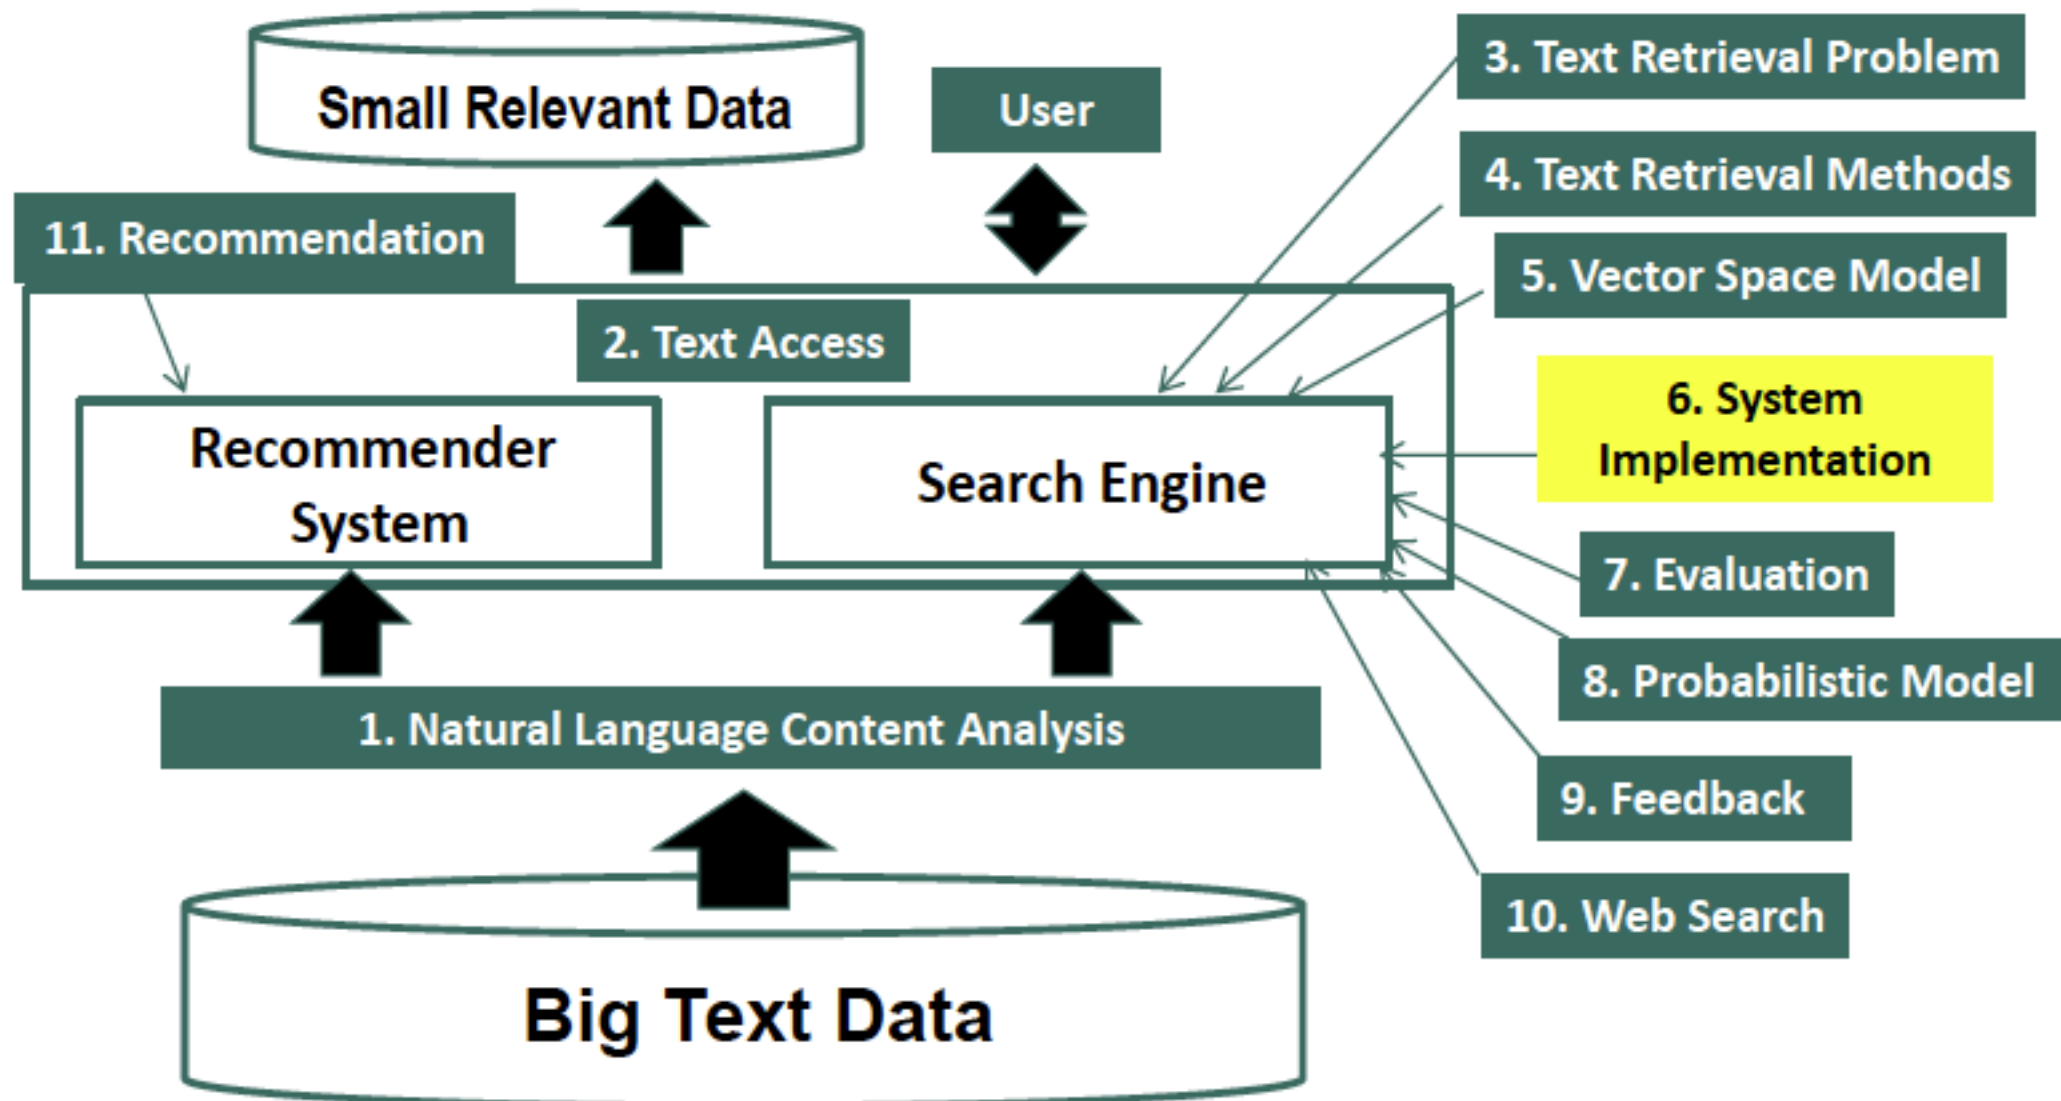 Small Relevant Data
User
3. Text Retrieval Problem
4. Text Retrieval Methods
11. Recommendation
5. Vector Space Model
2. Text Access
6. System
Implementation
Recommender
System
Search Engine
7. Evaluation
8. Probabilistic Model
1. Natural Language Content Analysis
9. Feedback
10. Web Search
Big Text Data